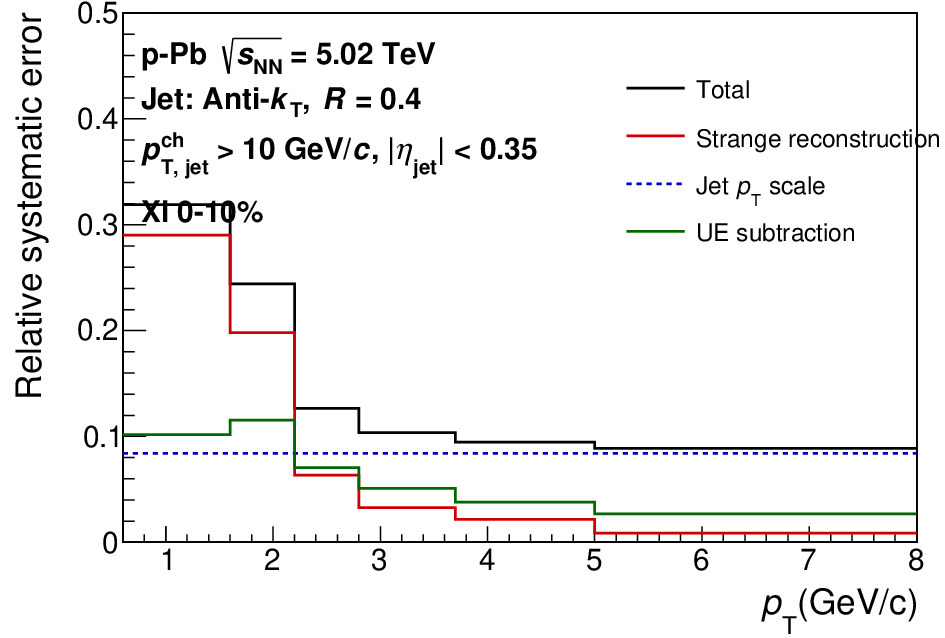 Relative systematic error
0.5
0.4
0.3
0.2
0.1
0
p-Pb √sNN = 5.02 TeV
Jet: Anti-kT, R = 0.4
p^ch_T, jet > 10 GeV/c, |ηjet| < 0.35
XI 0-10%
Total
Strange reconstruction
Jet pT scale
UE subtraction
1 2 3 4 5 6 7 8
pT(GeV/c)